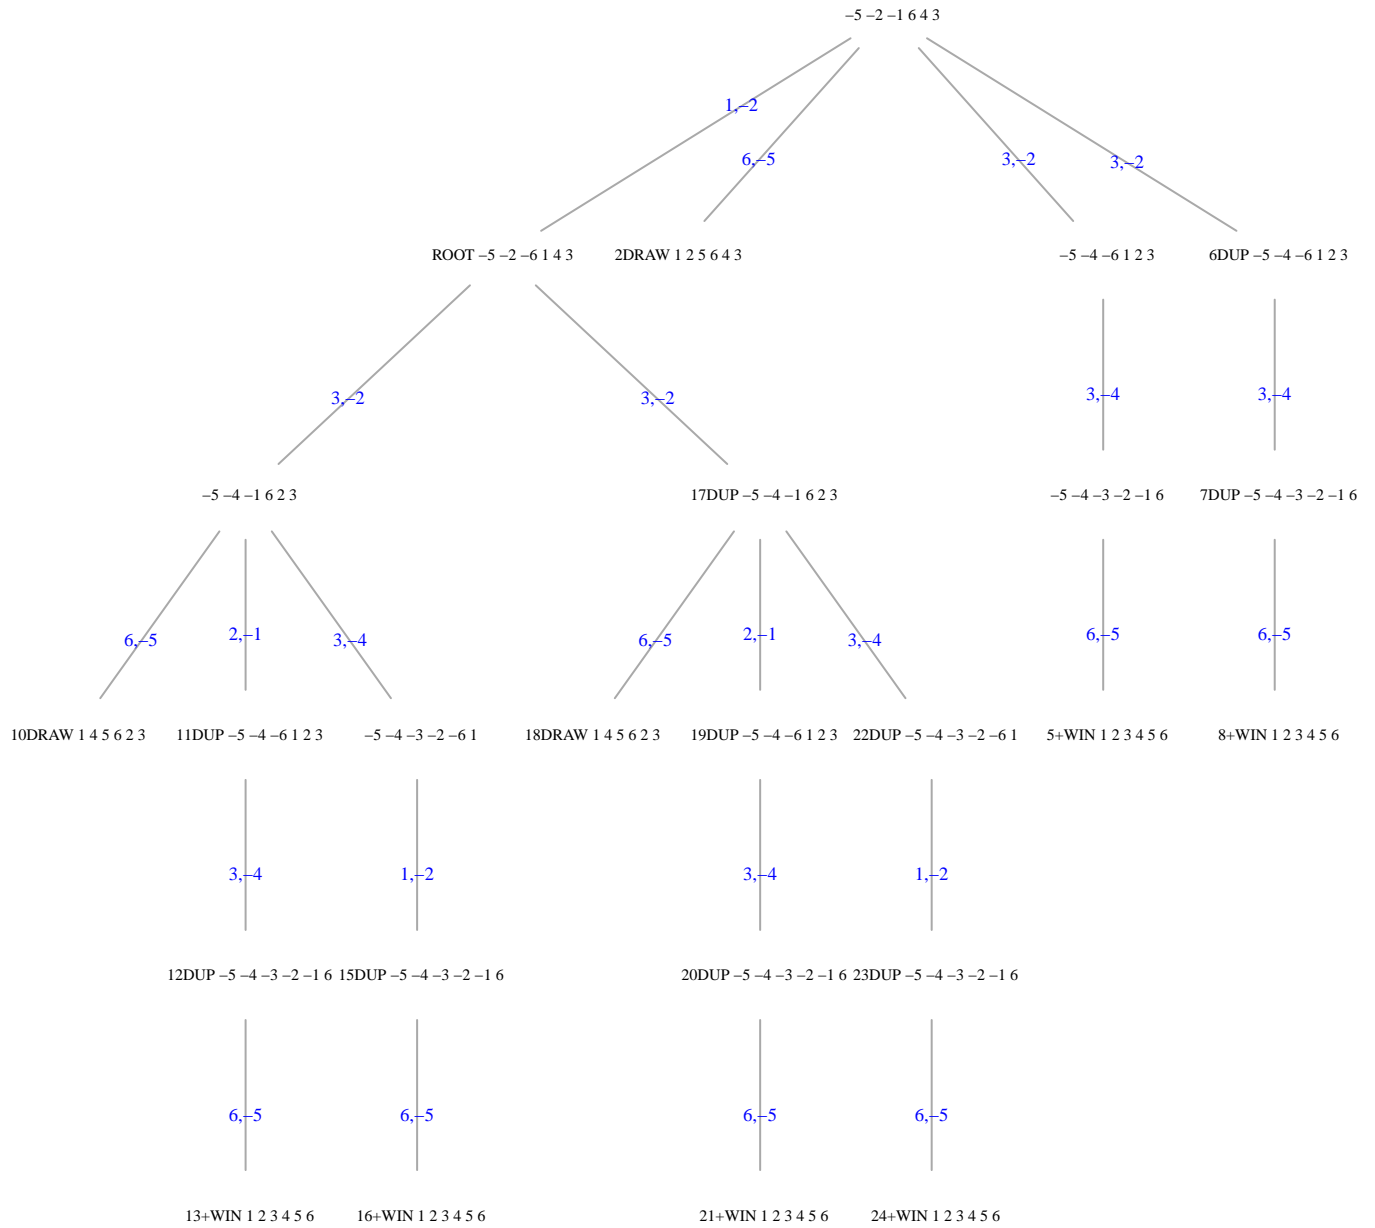 −5 −2 −1 6 4 3
1,−2
6,−5
3,−2
3,−2
ROOT −5 −2 −6 1 4 3
2DRAW 1 2 5 6 4 3
−5 −4 −6 1 2 3
6DUP −5 −4 −6 1 2 3
3,−2
3,−2
3,−4
3,−4
−5 −4 −1 6 2 3
17DUP −5 −4 −1 6 2 3
−5 −4 −3 −2 −1 6
7DUP −5 −4 −3 −2 −1 6
6,−5
2,−1
3,−4
6,−5
2,−1
3,−4
6,−5
6,−5
10DRAW 1 4 5 6 2 3
11DUP −5 −4 −6 1 2 3
−5 −4 −3 −2 −6 1
18DRAW 1 4 5 6 2 3
19DUP −5 −4 −6 1 2 3
22DUP −5 −4 −3 −2 −6 1
5+WIN 1 2 3 4 5 6
8+WIN 1 2 3 4 5 6
3,−4
1,−2
3,−4
1,−2
12DUP −5 −4 −3 −2 −1 6
15DUP −5 −4 −3 −2 −1 6
20DUP −5 −4 −3 −2 −1 6
23DUP −5 −4 −3 −2 −1 6
6,−5
6,−5
6,−5
6,−5
13+WIN 1 2 3 4 5 6
16+WIN 1 2 3 4 5 6
21+WIN 1 2 3 4 5 6
24+WIN 1 2 3 4 5 6